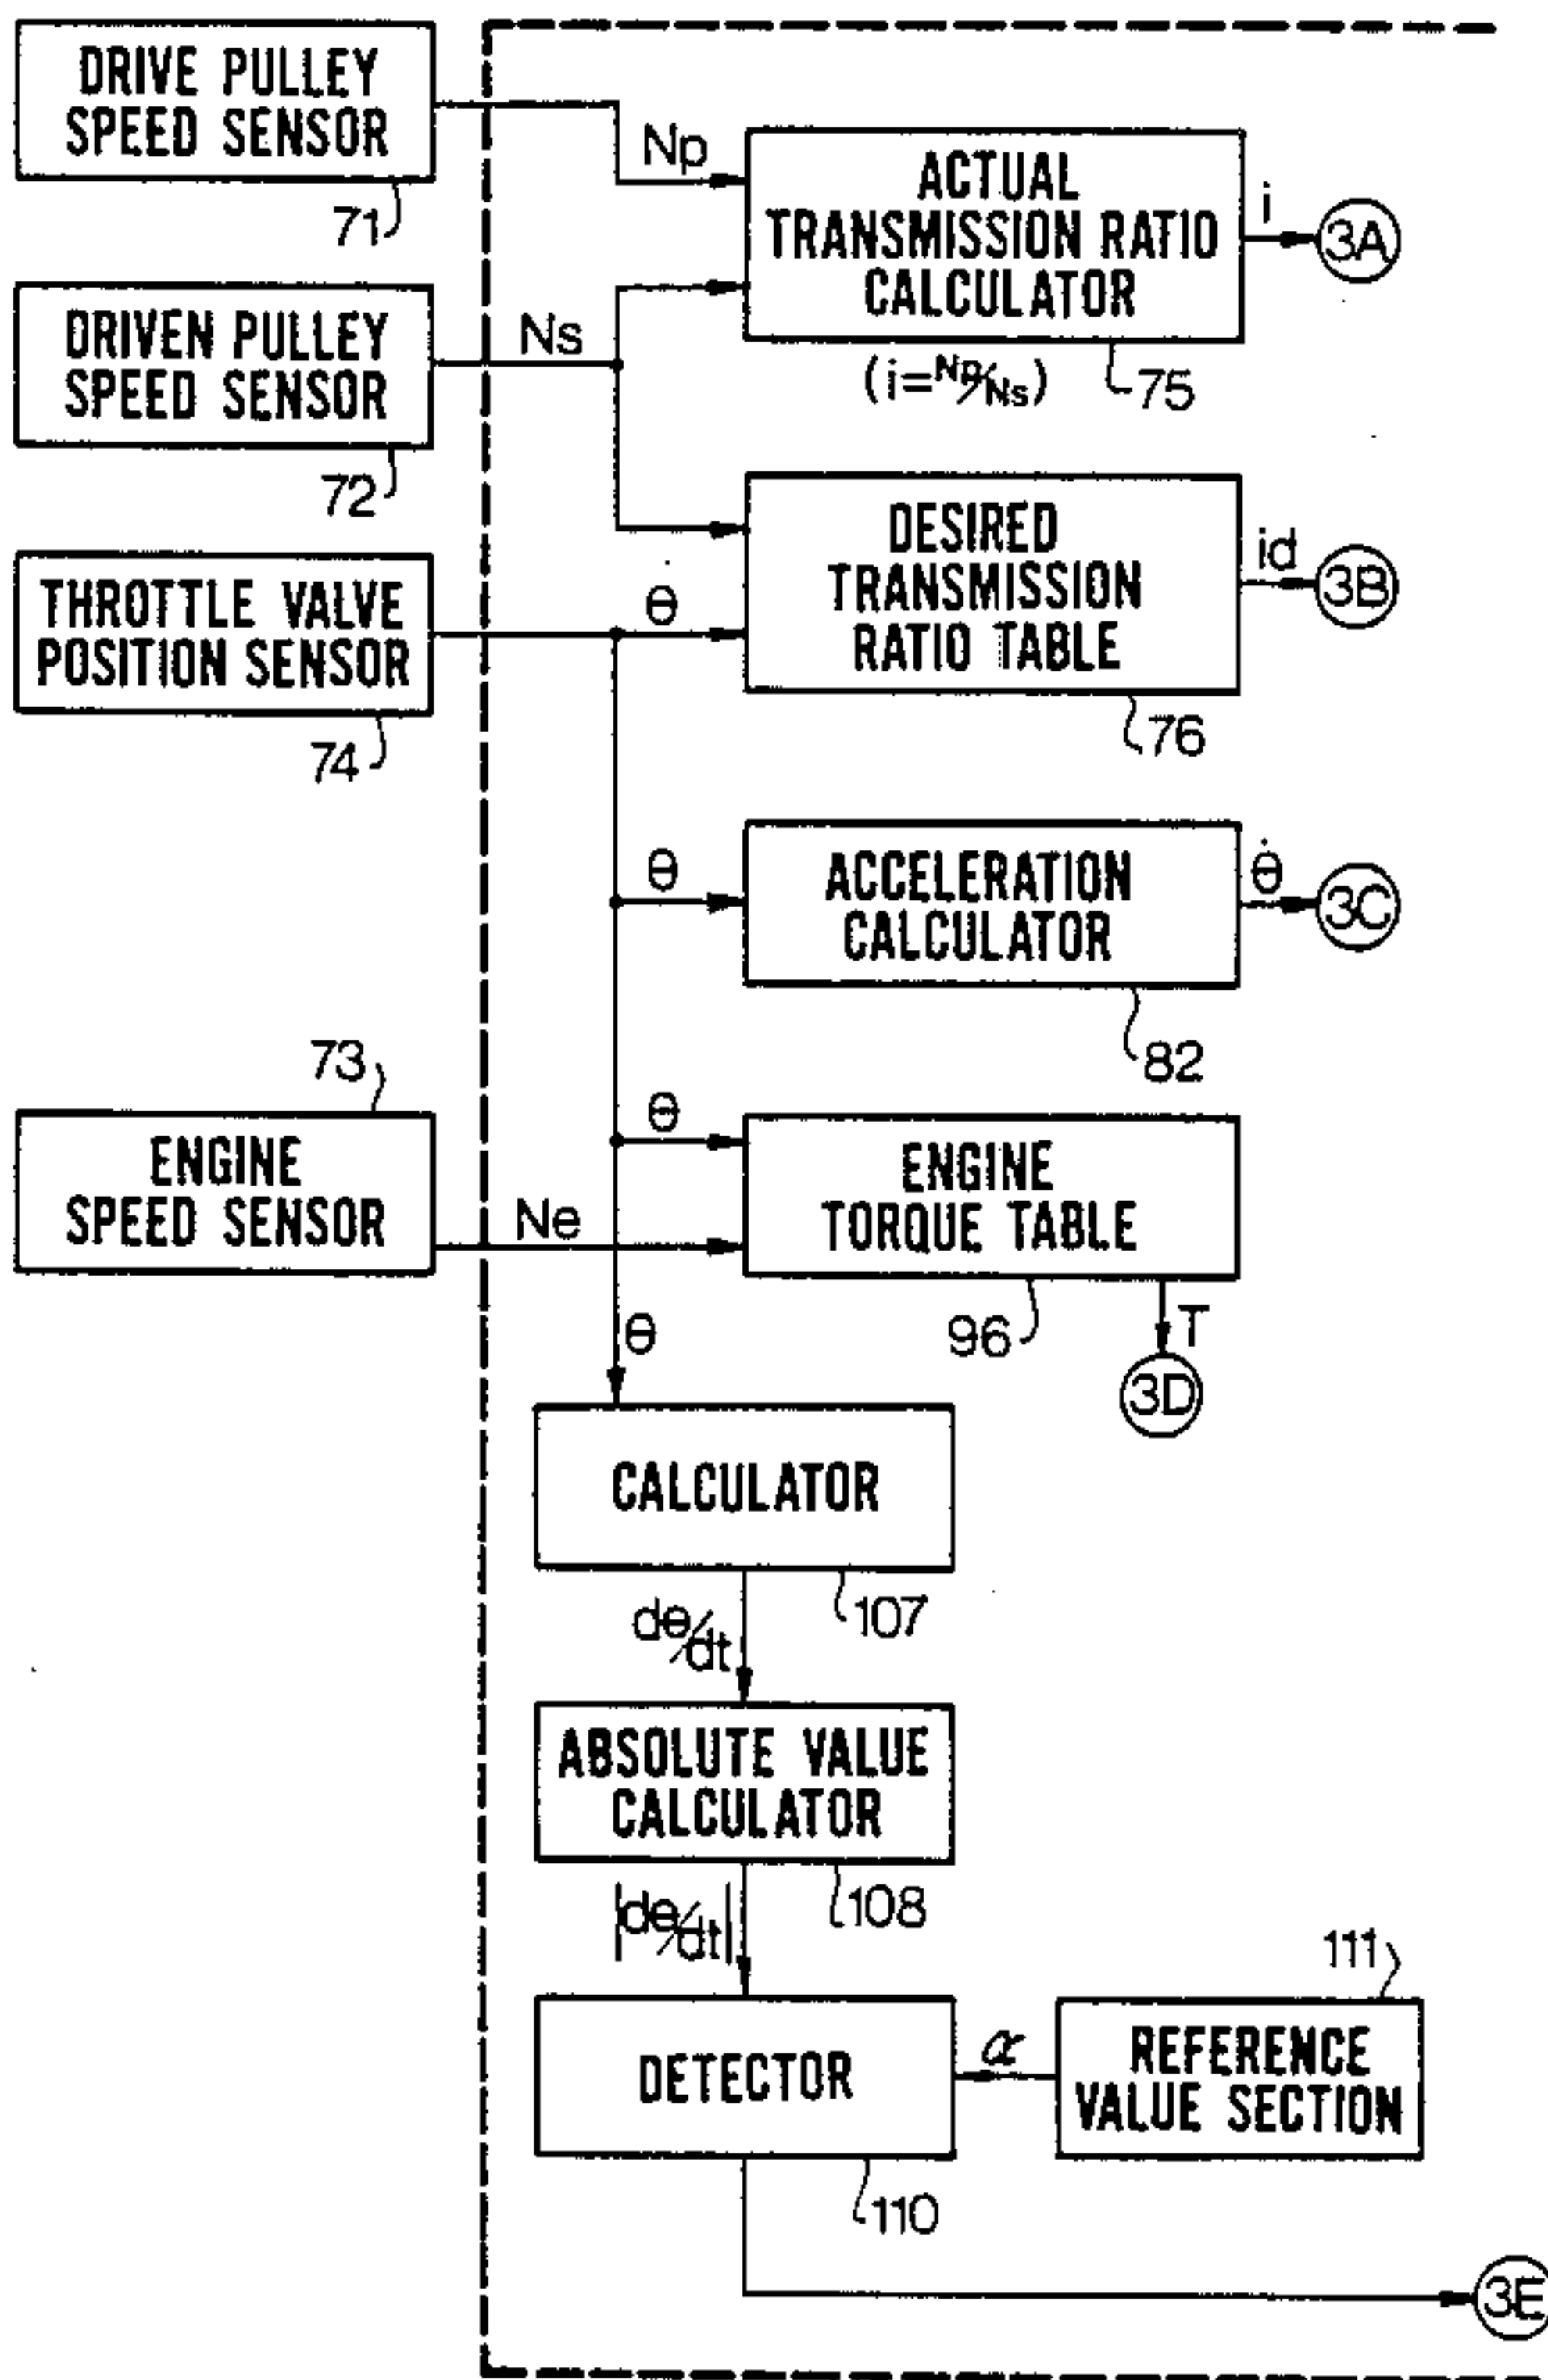 DRIVE PULLEY
SPEED SENSOR
71
Np
ACTUAL
TRANSMISSION RATIO
CALCULATOR
i
3A
(i=Np/Ns)
75
DRIVEN PULLEY
SPEED SENSOR
72
Ns
DESIRED
TRANSMISSION
RATIO TABLE
id
3B
76
THROTTLE VALVE
POSITION SENSOR
74
θ
θ
ACCELERATION
CALCULATOR
θ̇
3C
82
73
ENGINE
SPEED SENSOR
Ne
θ
ENGINE
TORQUE TABLE
96
T
3D
θ
CALCULATOR
107
dθ/dt
ABSOLUTE VALUE
CALCULATOR
108
|dθ/dt|
DETECTOR
110
α
111
REFERENCE
VALUE SECTION
3E